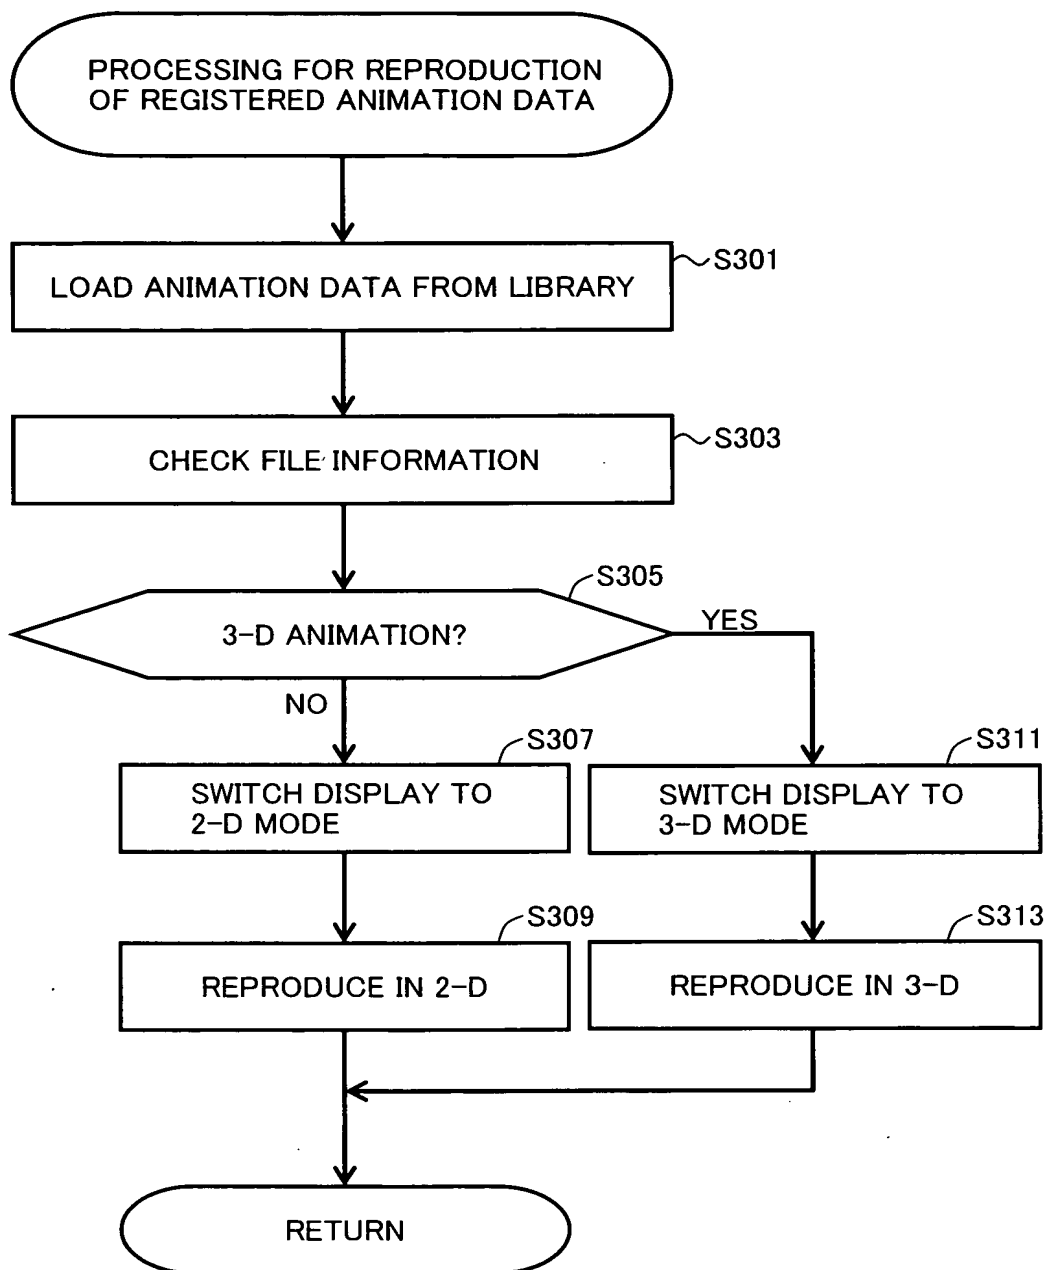 PROCESSING FOR REPRODUCTION
OF REGISTERED ANIMATION DATA
S301
LOAD ANIMATION DATA FROM LIBRARY
S303
CHECK FILE INFORMATION
S305
3-D ANIMATION?
YES
NO
S307
SWITCH DISPLAY TO
2-D MODE
S311
SWITCH DISPLAY TO
3-D MODE
S309
REPRODUCE IN 2-D
S313
REPRODUCE IN 3-D
RETURN